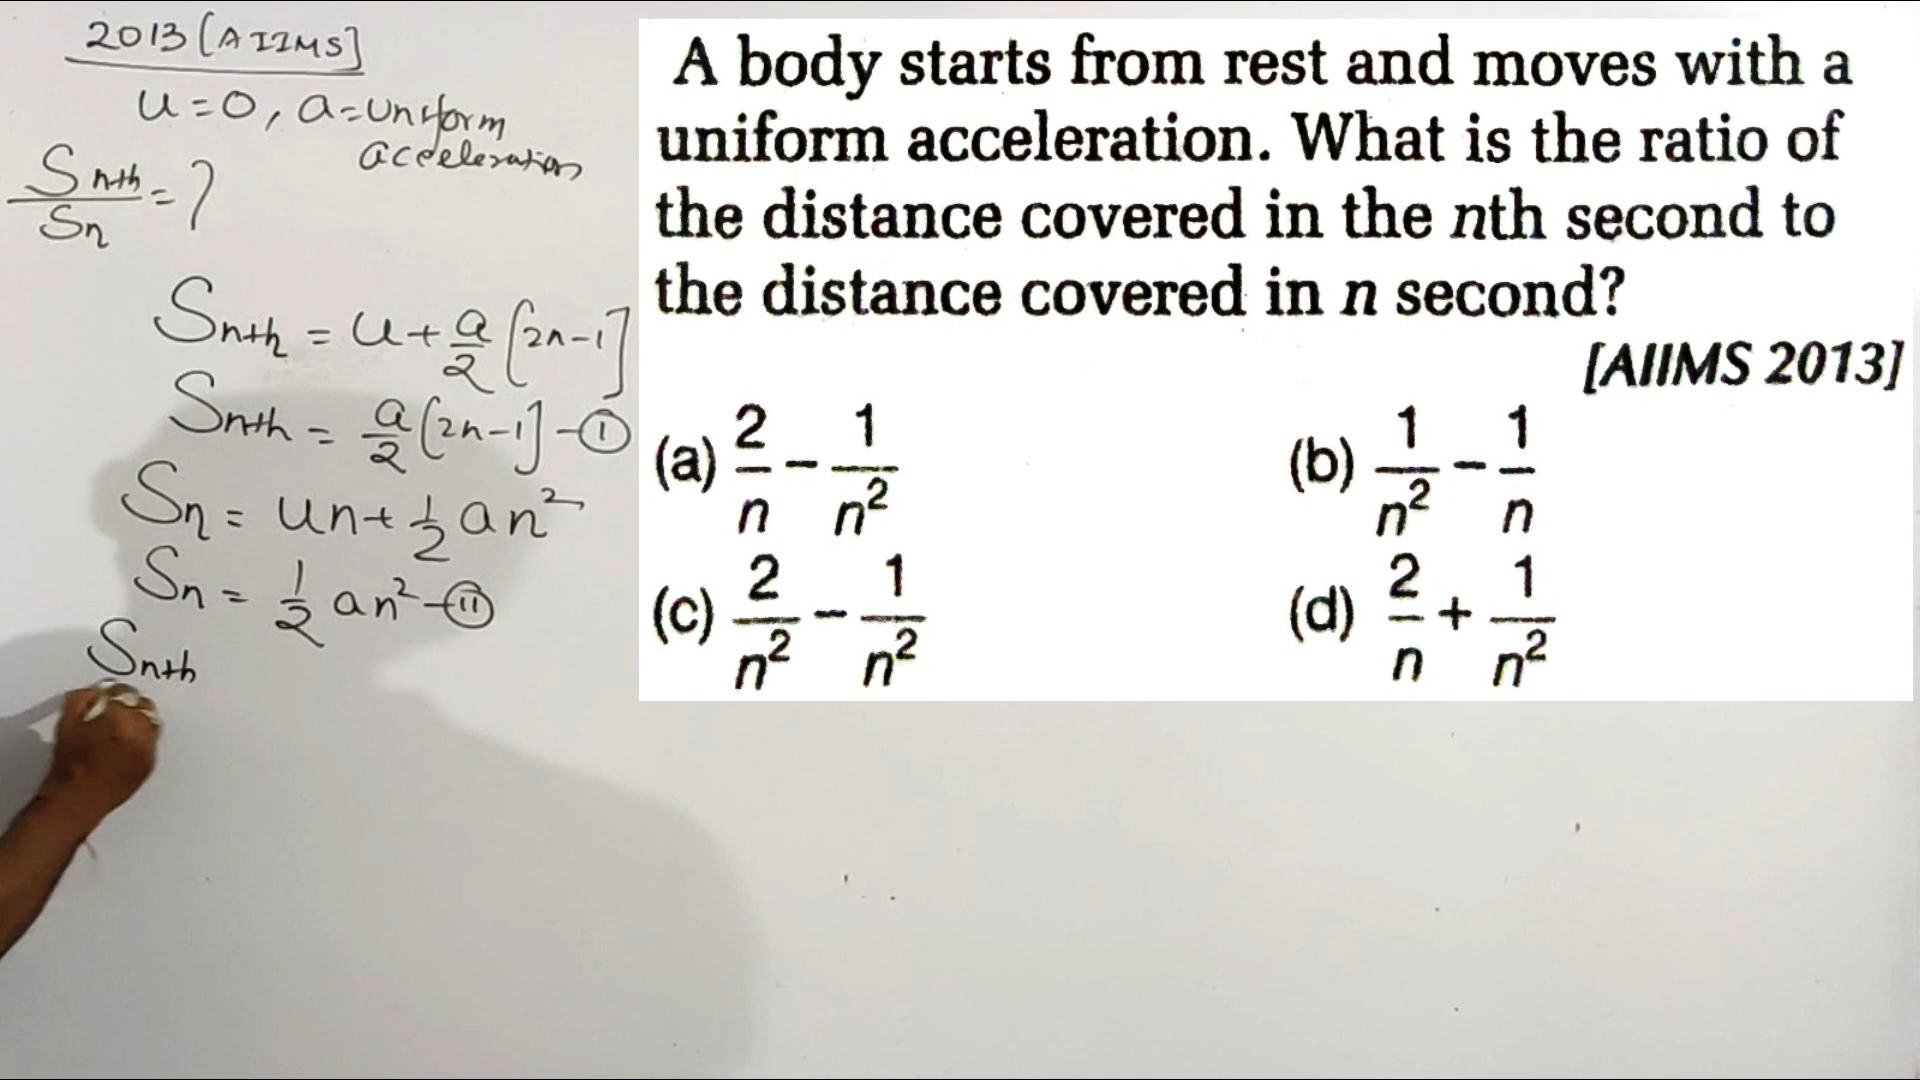 2013 [AIIMS]
u = 0, a = uniform
acceleration
Snth/Sn = ?
Snth = u + a/2 [2n-1]
Snth = a/2 [2n-1] - ①
Sn = un + 1/2 an²
Sn = 1/2 an² - ⑪
Snth
A body starts from rest and moves with a
uniform acceleration. What is the ratio of
the distance covered in the nth second to
the distance covered in n second?
[AIIMS 2013]
(a) 2/n - 1/n² (b) 1/n² - 1/n
(c) 2/n² - 1/n² (d) 2/n + 1/n²